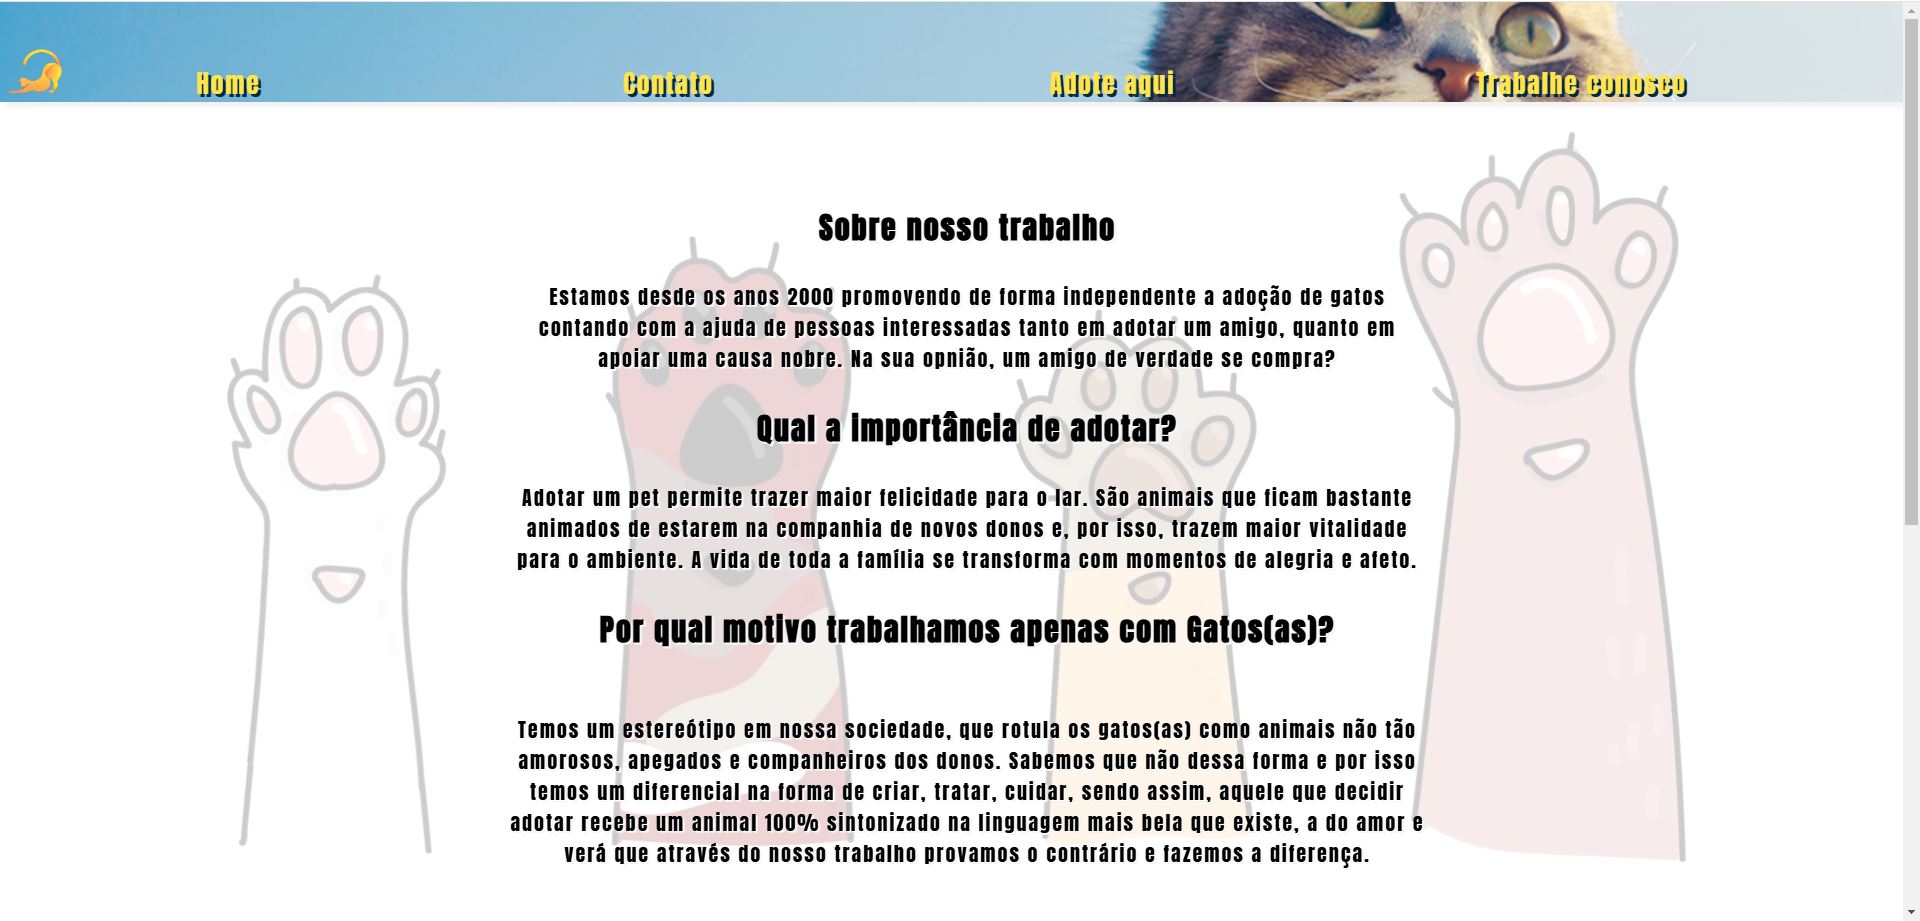 Home Contato Adote aqui Trabalhe conosco
Sobre nosso trabalho
Estamos desde os anos 2000 promovendo de forma independente a adoção de gatos
contando com a ajuda de pessoas interessadas tanto em adotar um amigo, quanto em
apoiar uma causa nobre. Na sua opnião, um amigo de verdade se compra?
Qual a importância de adotar?
Adotar um pet permite trazer maior felicidade para o lar. São animais que ficam bastante
animados de estarem na companhia de novos donos e, por isso, trazem maior vitalidade
para o ambiente. A vida de toda a família se transforma com momentos de alegria e afeto.
Por qual motivo trabalhamos apenas com Gatos(as)?
Temos um estereótipo em nossa sociedade, que rotula os gatos(as) como animais não tão
amorosos, apegados e companheiros dos donos. Sabemos que não dessa forma e por isso
temos um diferencial na forma de criar, tratar, cuidar, sendo assim, aquele que decidir
adotar recebe um animal 100% sintonizado na linguagem mais bela que existe, a do amor e
verá que através do nosso trabalho provamos o contrário e fazemos a diferença.